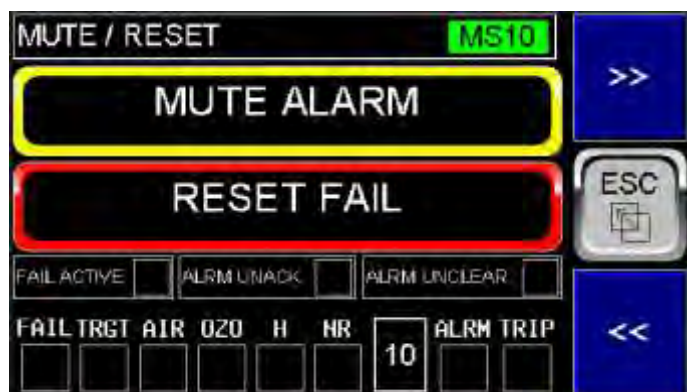 MUTE / RESET MS10
>>
MUTE ALARM
RESET FAIL
ESC
FAIL ACTIVE ALRM UNACK ALRM UNCLEAR
FAIL TRGT AIR OZO H NR 10 ALRM TRIP
<<